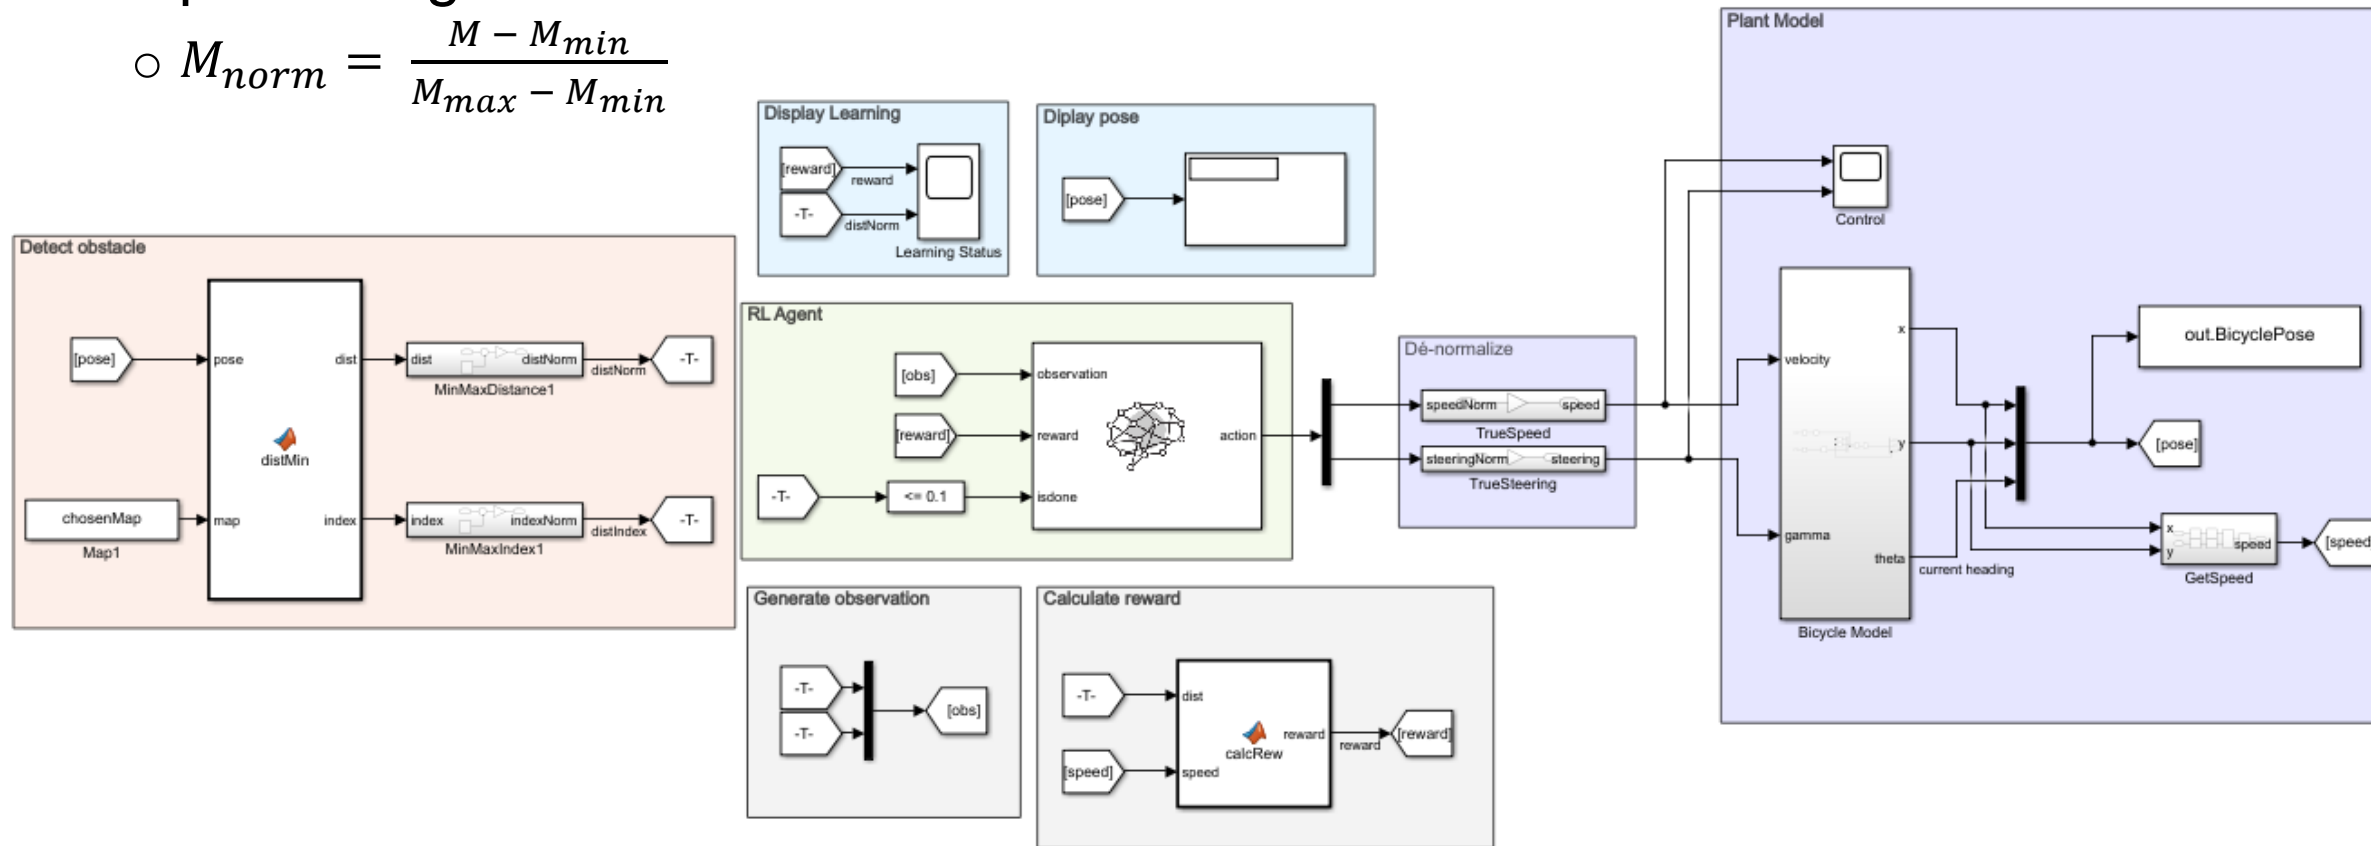 M_norm = (M − M_min) / (M_max − M_min)
Detect obstacle
[pose]
pose
dist
dist
distNorm
distNorm
-T-
MinMaxDistance1
distMin
chosenMap
Map1
map
index
index
indexNorm
distIndex
-T-
MinMaxIndex1
Display Learning
[reward]
reward
-T-
distNorm
Learning Status
Diplay pose
[pose]
RL Agent
[obs]
observation
[reward]
reward
action
-T-
<= 0.1
isdone
Dé-normalize
speedNorm
speed
TrueSpeed
steeringNorm
steering
TrueSteering
Generate observation
-T-
-T-
[obs]
Calculate reward
-T-
dist
calcRew
reward
reward
[reward]
[speed]
speed
Plant Model
Control
velocity
gamma
x
y
theta
current heading
Bicycle Model
out.BicyclePose
[pose]
x
y
speed
GetSpeed
[speed